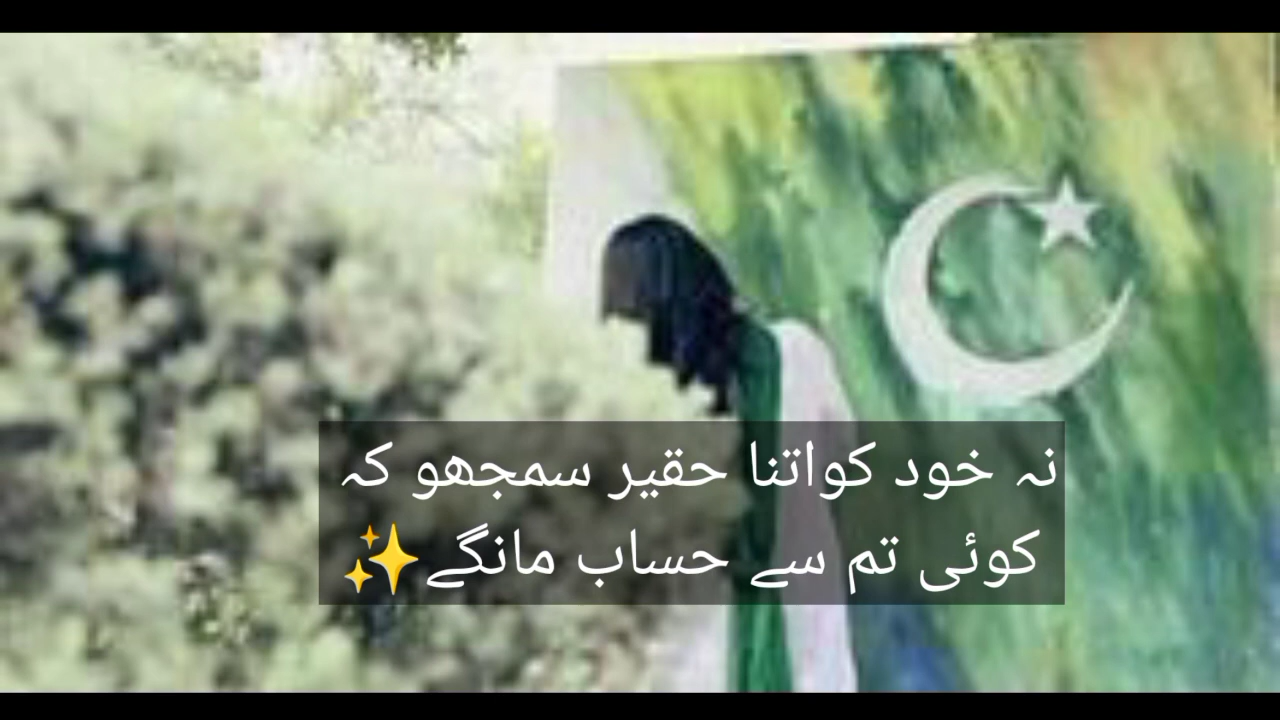 نہ خود کواتنا حقیر سمجھو کہ
کوئی تم سے حساب مانگے✨